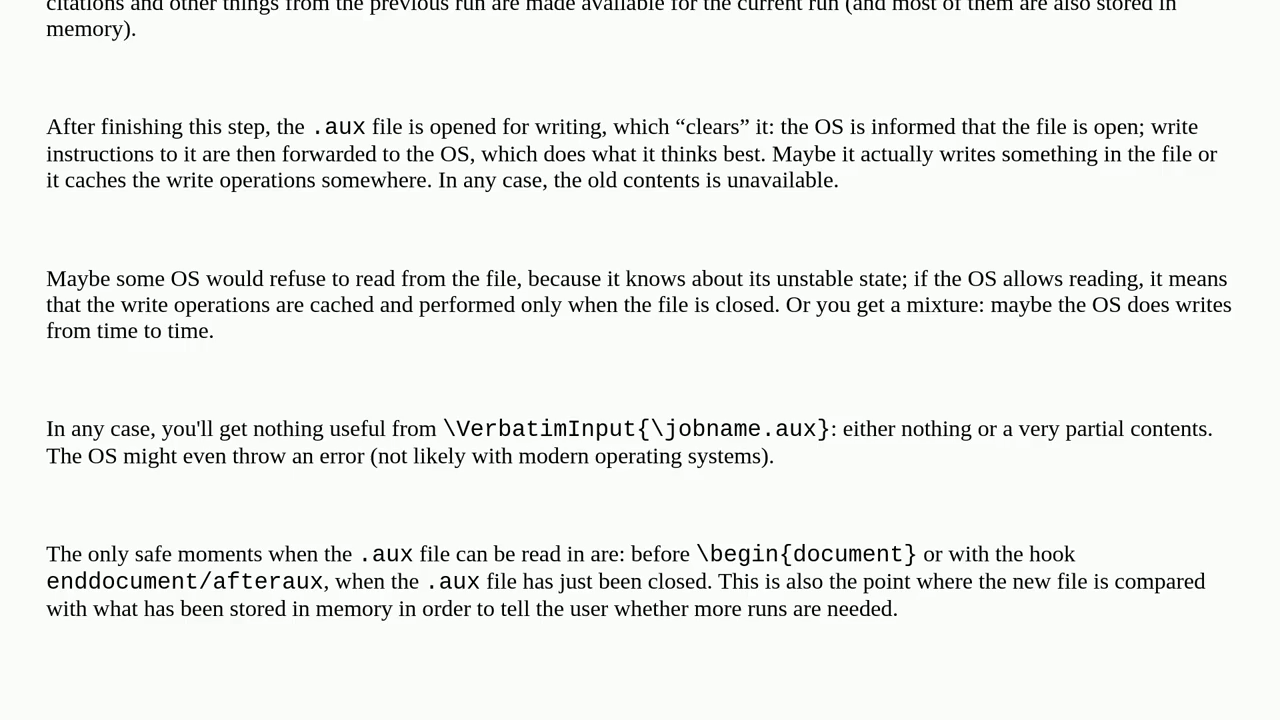 citations and other things from the previous run are made available for the current run (and most of them are also stored in
memory).
After finishing this step, the .aux file is opened for writing, which “clears” it: the OS is informed that the file is open; write
instructions to it are then forwarded to the OS, which does what it thinks best. Maybe it actually writes something in the file or
it caches the write operations somewhere. In any case, the old contents is unavailable.
Maybe some OS would refuse to read from the file, because it knows about its unstable state; if the OS allows reading, it means
that the write operations are cached and performed only when the file is closed. Or you get a mixture: maybe the OS does writes
from time to time.
In any case, you'll get nothing useful from \VerbatimInput{\jobname.aux}: either nothing or a very partial contents.
The OS might even throw an error (not likely with modern operating systems).
The only safe moments when the .aux file can be read in are: before \begin{document} or with the hook
enddocument/afteraux, when the .aux file has just been closed. This is also the point where the new file is compared
with what has been stored in memory in order to tell the user whether more runs are needed.